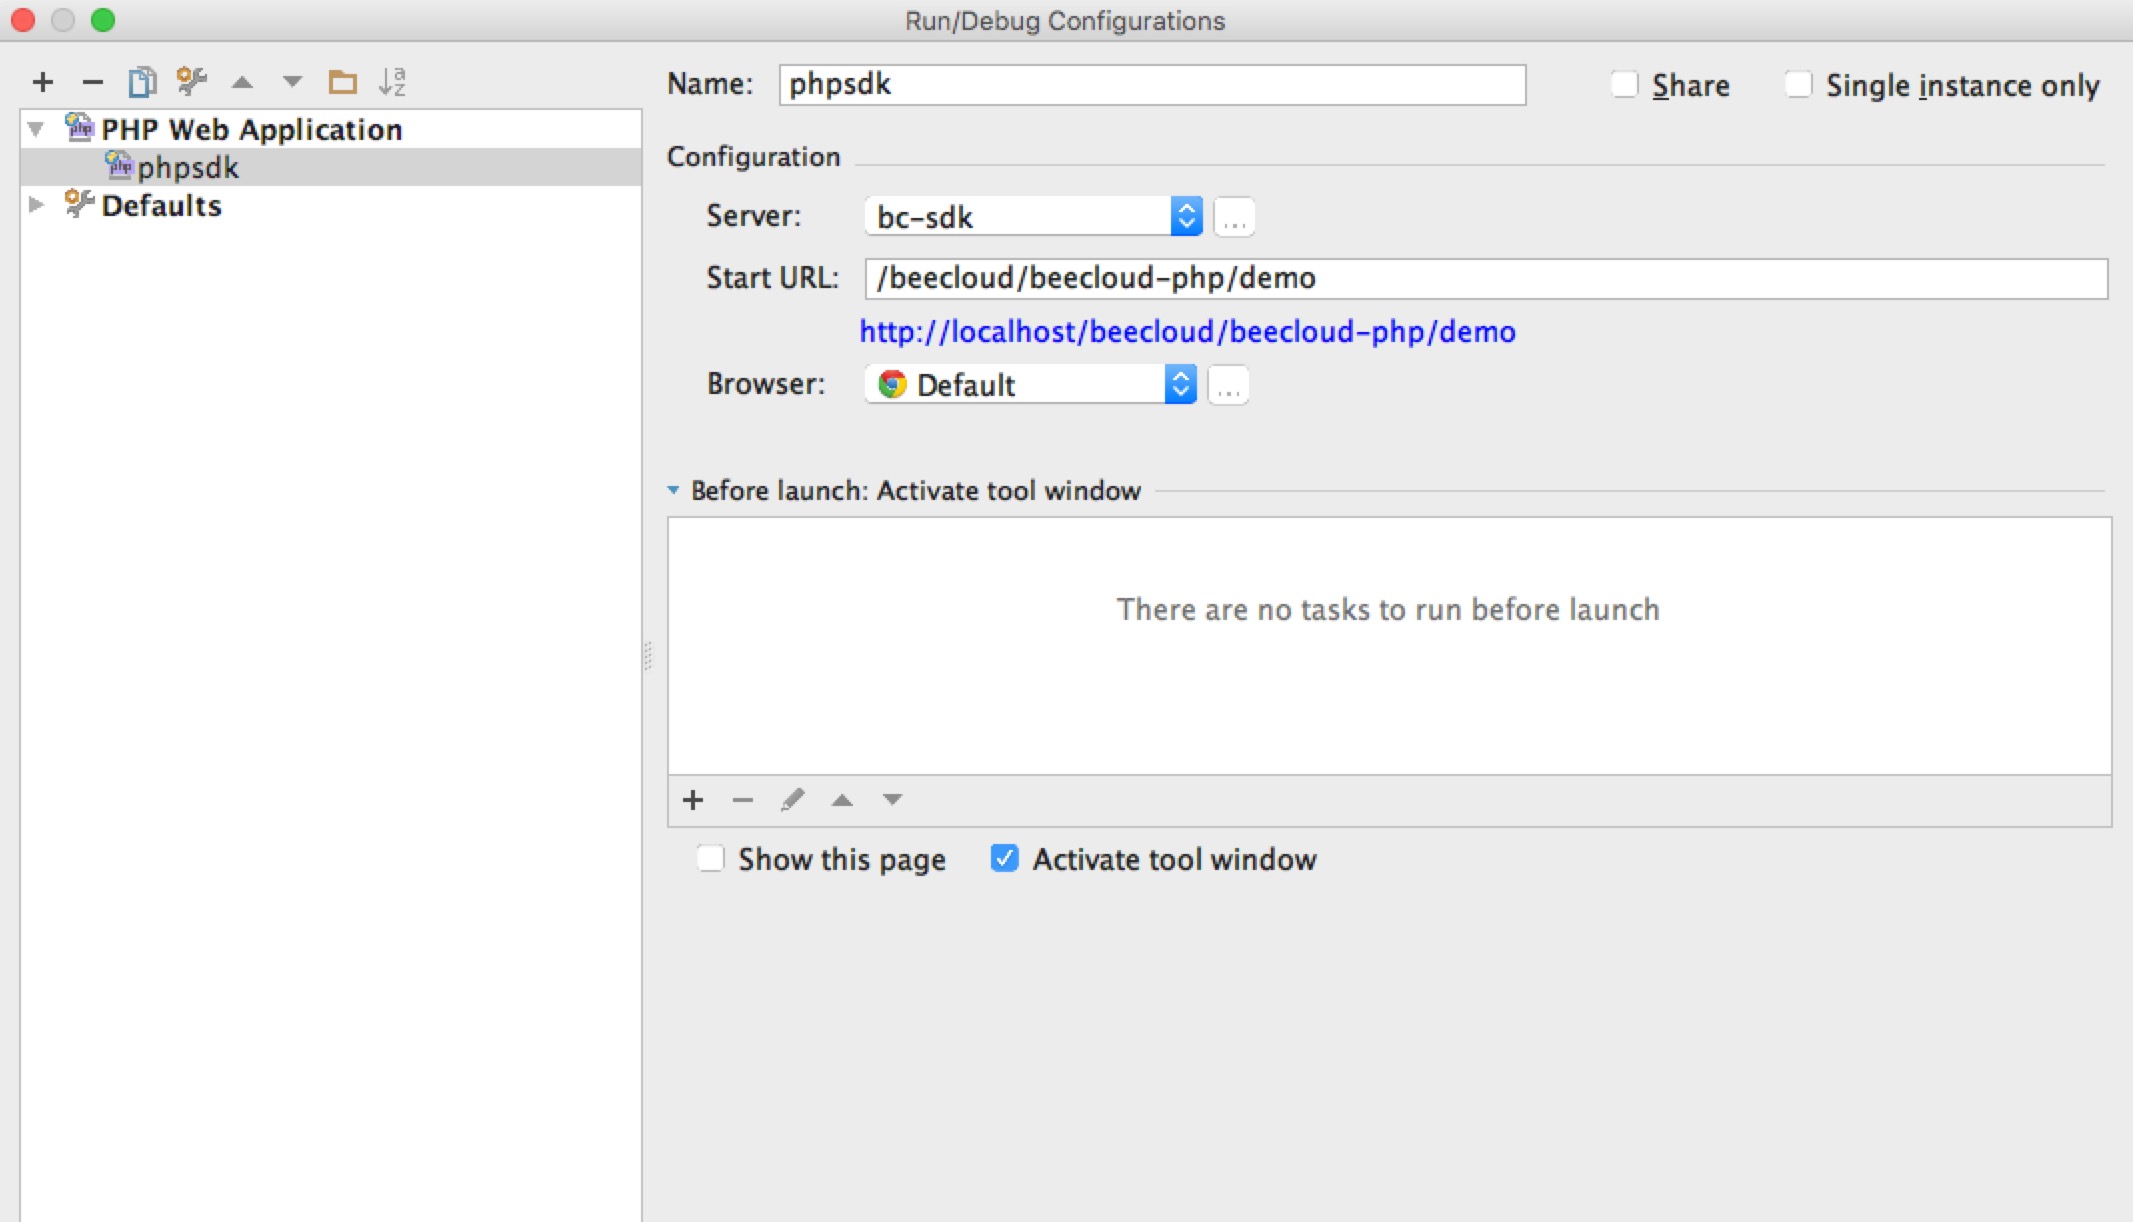 Run/Debug Configurations
Name: phpsdk Share Single instance only
PHP Web Application
phpsdk
Defaults
Configuration
Server: bc-sdk ...
Start URL: /beecloud/beecloud-php/demo
http://localhost/beecloud/beecloud-php/demo
Browser: Default ...
Before launch: Activate tool window
There are no tasks to run before launch
Show this page Activate tool window